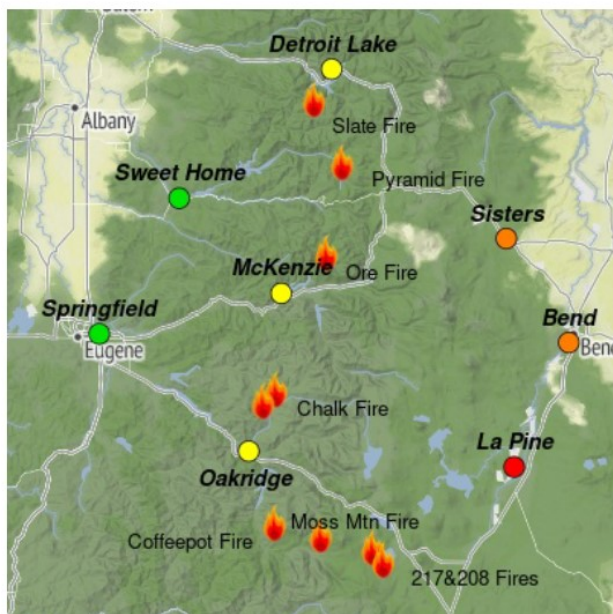 Detroit Lake
Albany
Slate Fire
Sweet Home
Pyramid Fire
Sisters
McKenzie
Ore Fire
Springfield
Bend
Eugene
Bend
Chalk Fire
La Pine
Oakridge
Moss Mtn Fire
Coffeepot Fire
217&208 Fires